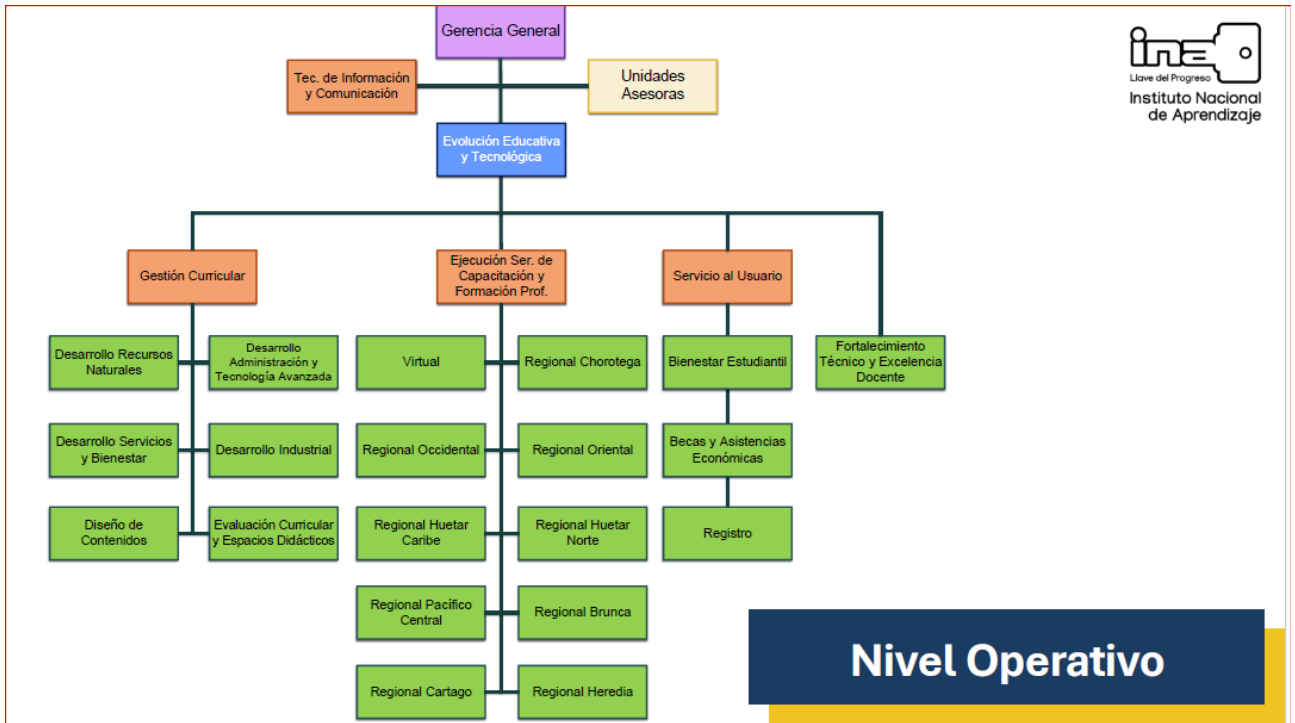 Gerencia General
ina
Llave del Progreso
Instituto Nacional
de Aprendizaje
Tec. de Información
y Comunicación
Unidades
Asesoras
Evolución Educativa
y Tecnológica
Gestión Curricular
Ejecución Ser. de
Capacitación y
Formación Prof.
Servicio al Usuario
Desarrollo Recursos
Naturales
Desarrollo
Administración y
Tecnología Avanzada
Virtual
Regional Chorotega
Bienestar Estudiantil
Fortalecimiento
Técnico y Excelencia
Docente
Desarrollo Servicios
y Bienestar
Desarrollo Industrial
Regional Occidental
Regional Oriental
Becas y Asistencias
Económicas
Diseño de
Contenidos
Evaluación Curricular
y Espacios Didácticos
Regional Huetar
Caribe
Regional Huetar
Norte
Registro
Regional Pacífico
Central
Regional Brunca
Regional Cartago
Regional Heredia
Nivel Operativo